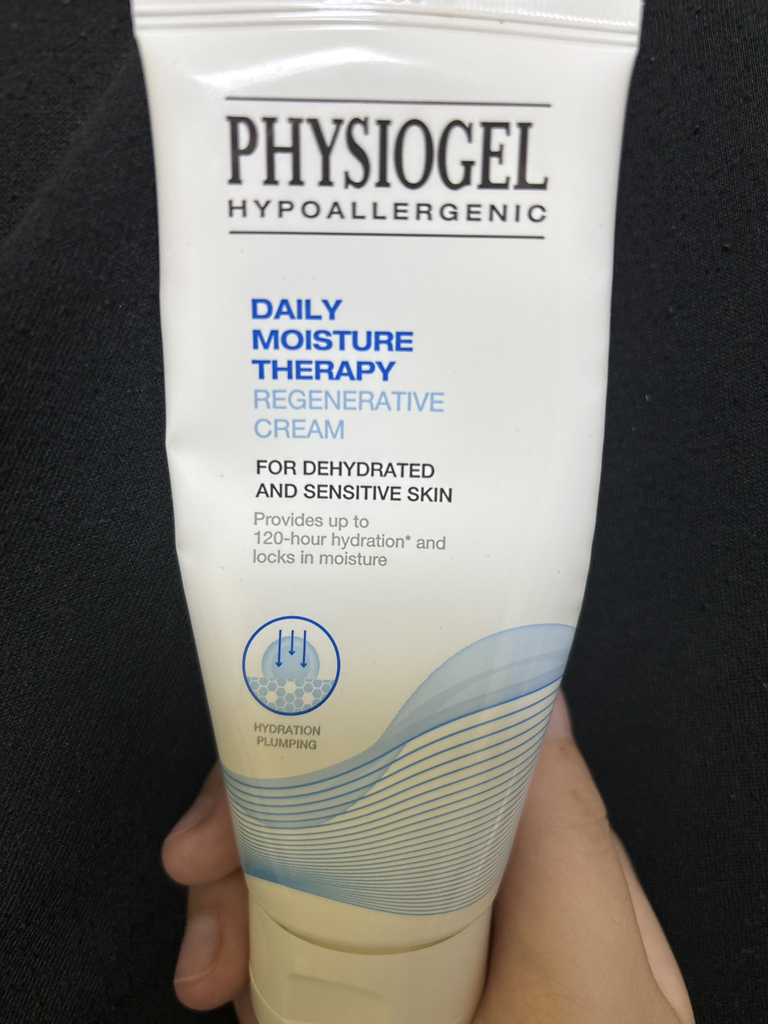 PHYSIOGEL
HYPOALLERGENIC
DAILY
MOISTURE
THERAPY
REGENERATIVE
CREAM
FOR DEHYDRATED
AND SENSITIVE SKIN
Provides up to
120-hour hydration* and
locks in moisture
HYDRATION
PLUMPING